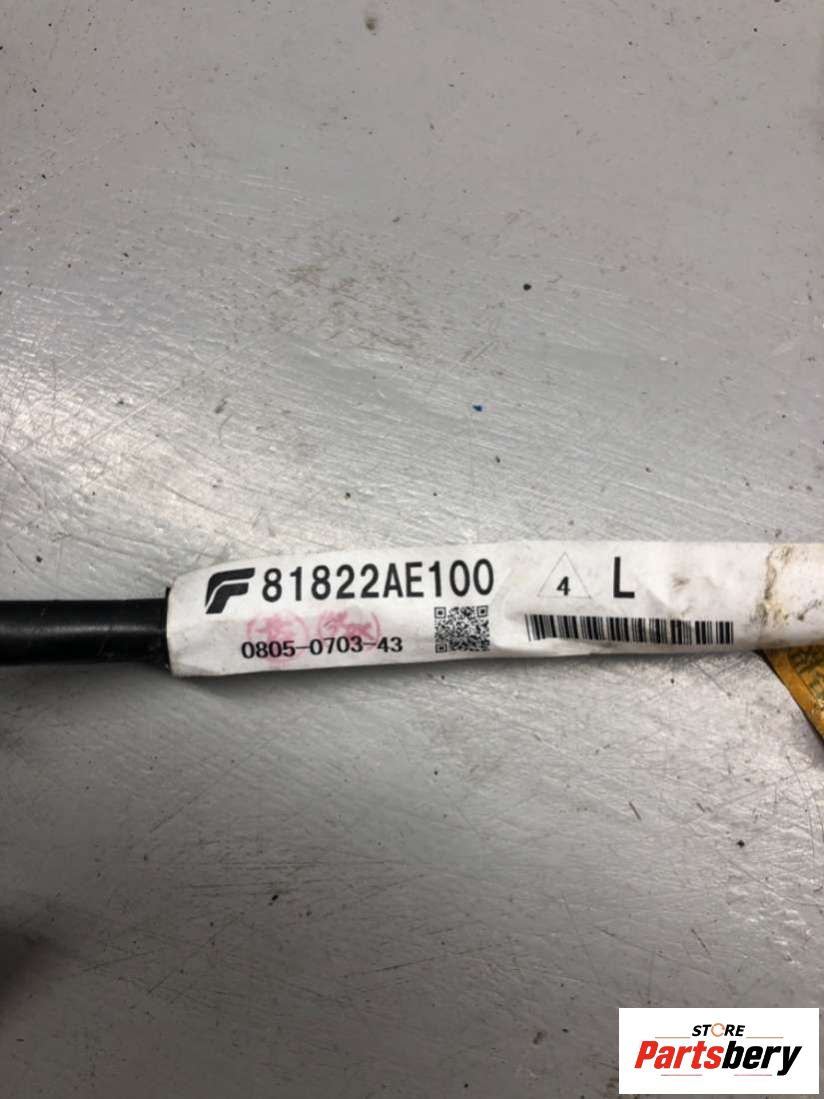 81822AE100
4 L
0805-0703-43
STORE
Partsbery